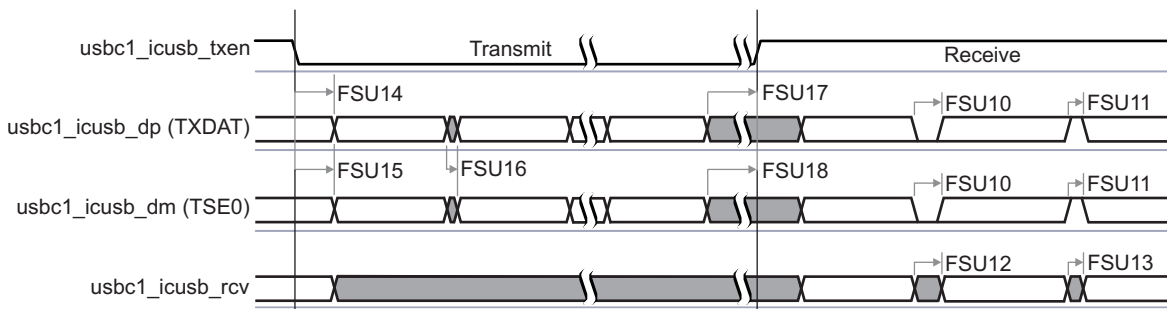 usbc1_icusb_txen
Transmit
Receive
FSU14
FSU17
FSU10
FSU11
usbc1_icusb_dp (TXDAT)
FSU15
FSU16
FSU18
FSU10
FSU11
usbc1_icusb_dm (TSE0)
FSU12
FSU13
usbc1_icusb_rcv